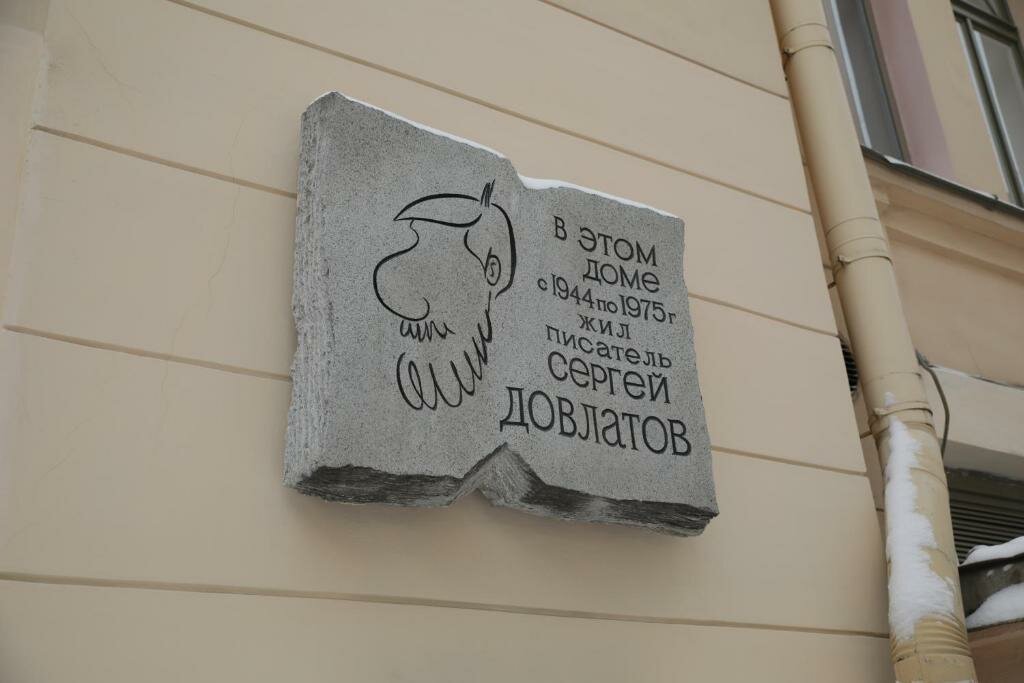 В ЭТОМ
ДОМЕ
с 1944 по 1975 г
жил
писатель
СЕРГЕЙ
ДОВЛАТОВ